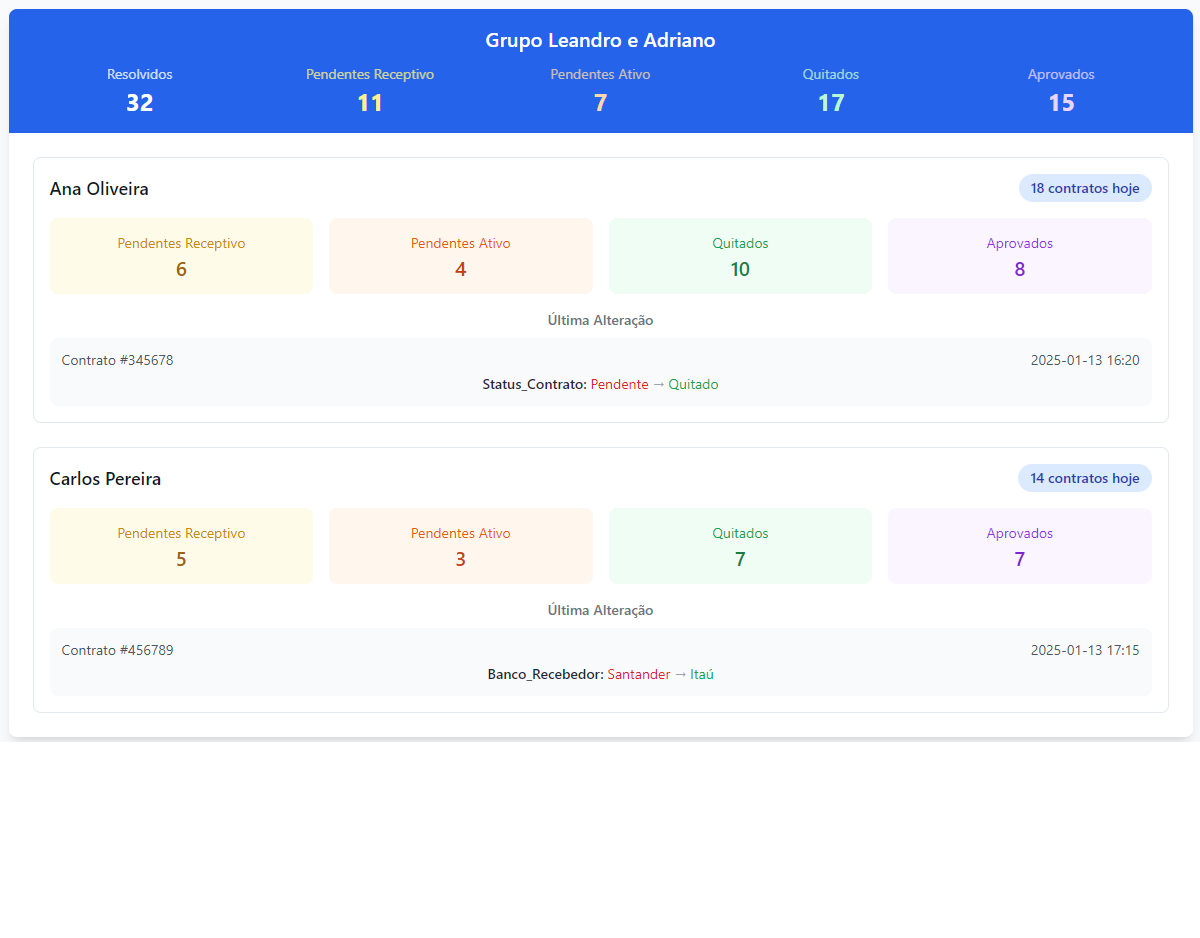 Grupo Leandro e Adriano
Resolvidos Pendentes Receptivo Pendentes Ativo Quitados Aprovados
32 11 7 17 15
Ana Oliveira 18 contratos hoje
Pendentes Receptivo Pendentes Ativo Quitados Aprovados
6 4 10 8
Última Alteração
Contrato #345678 2025-01-13 16:20
Status_Contrato: Pendente → Quitado
Carlos Pereira 14 contratos hoje
Pendentes Receptivo Pendentes Ativo Quitados Aprovados
5 3 7 7
Última Alteração
Contrato #456789 2025-01-13 17:15
Banco_Recebedor: Santander → Itaú